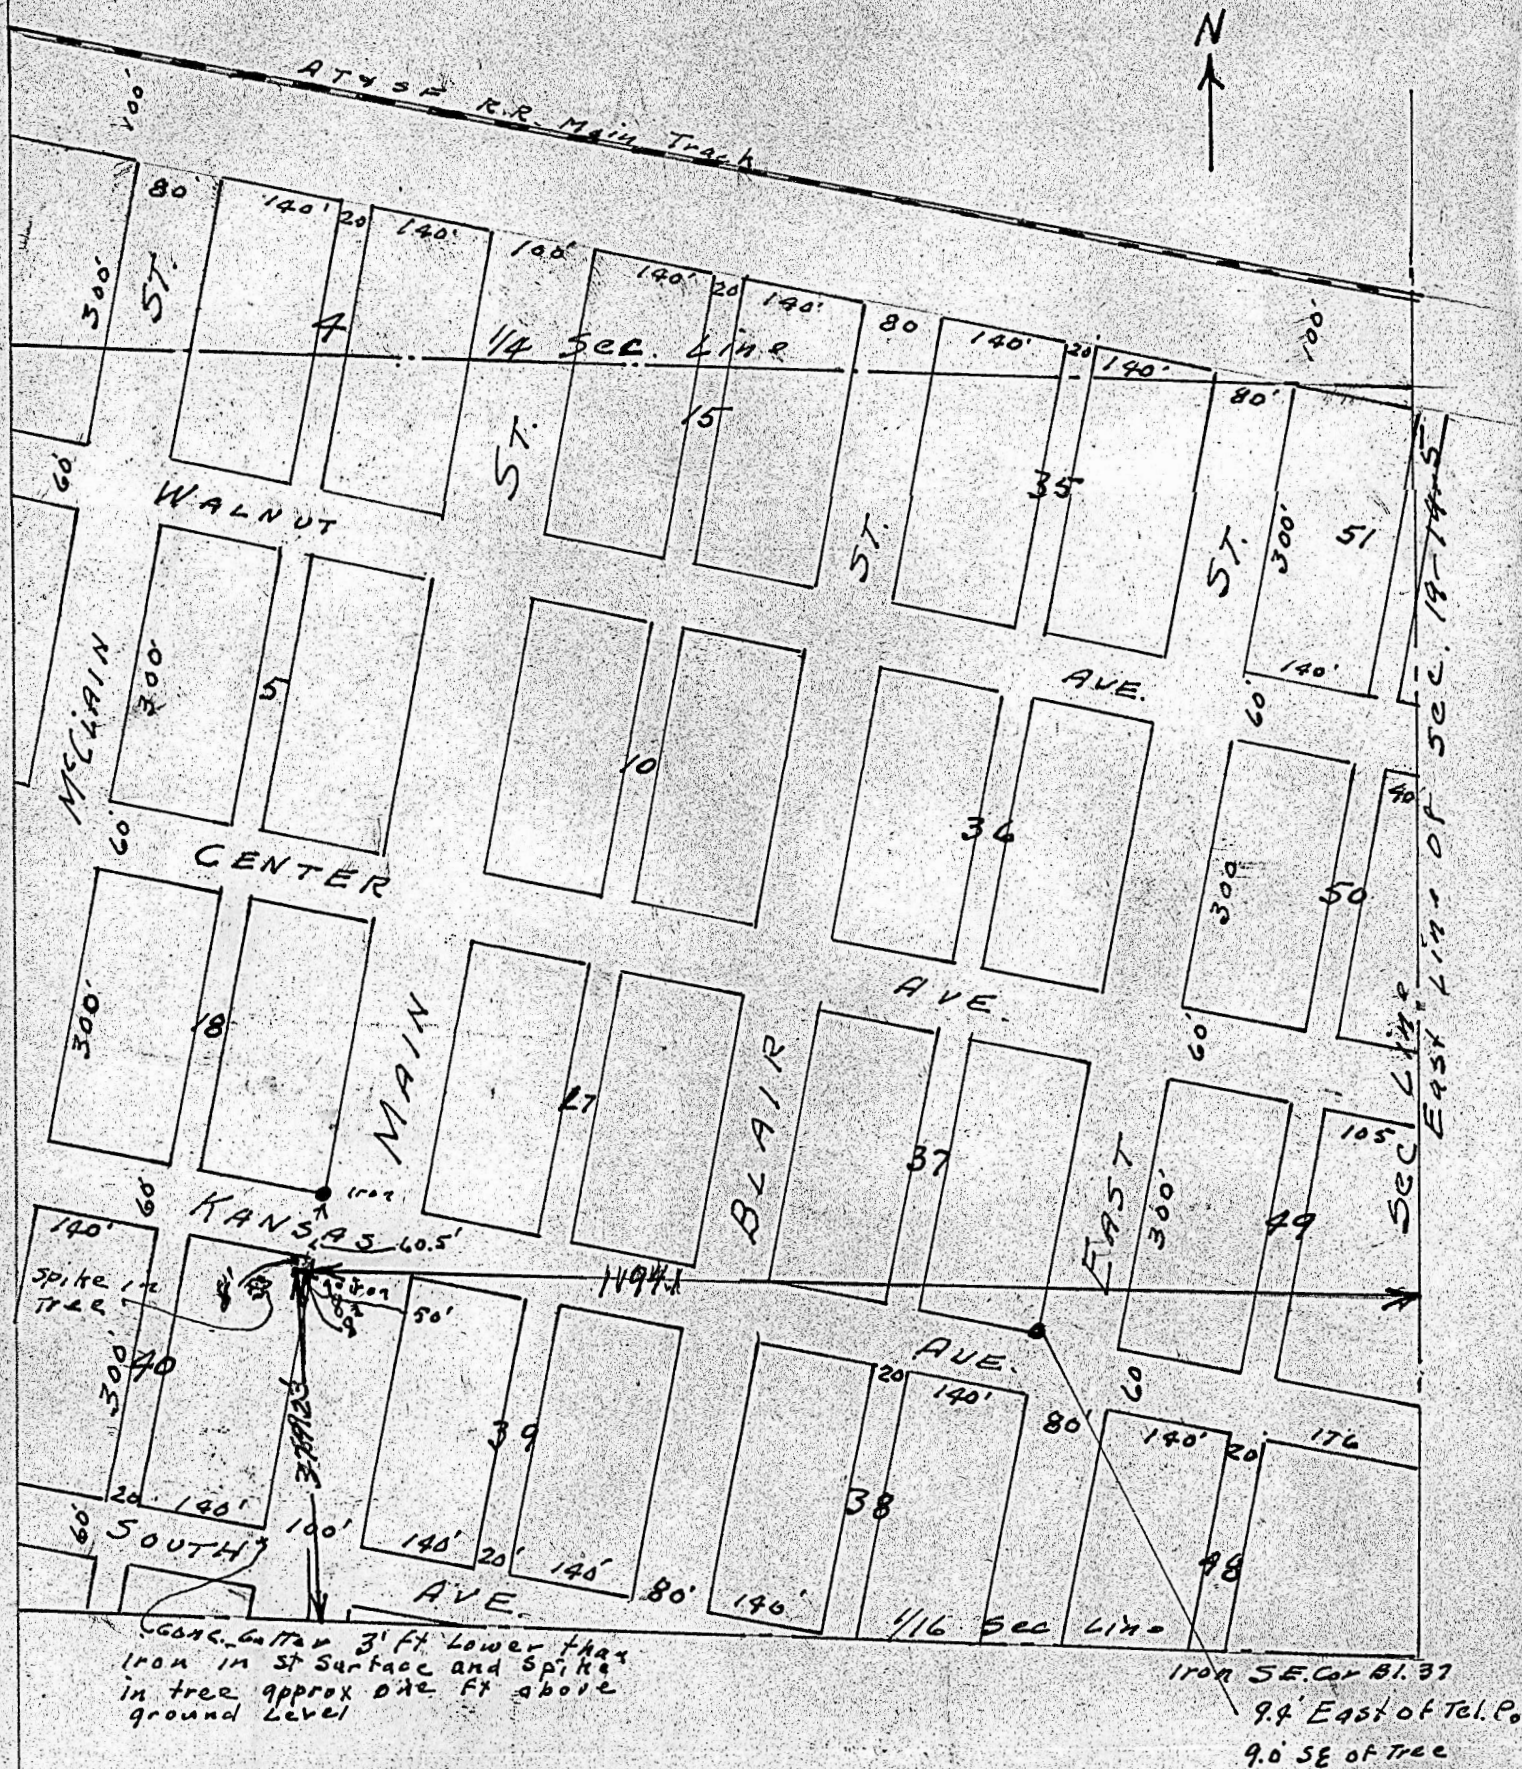 N
A T & S F R.R. Main Track
100'
80'
140'
20
140'
100'
140'
20
140'
80
140'
20'
140'
80'
100'
300'
ST.
4
1/4 Sec. Line
15
ST.
35
ST.
ST.
300'
51
60'
WALNUT
AVE.
140'
60'
McCLAIN
300'
5
10
36
300'
50
40'
East Line of Sec. 19-14-5
60'
CENTER
AVE.
60'
300'
18
MAIN
17
BLAIR
37
EAST
300'
49
105
Sec Line
Iron
60'
KANSAS
60.5'
140'
Spike in
Tree
50'
AVE.
60
300'
40
39
20'
140'
80'
140'
20'
176
38
48
20'
140'
60'
SOUTH
100'
140'
20'
140'
80'
140'
AVE.
1/16 Sec Line
Conc. Gutter 3' ft Lower than
Iron in St Surface and Spike
in tree approx one Ft above
ground Level
Iron S.E. Cor Bl. 37
9.4' East of Tel. Po
9.0' SE of Tree